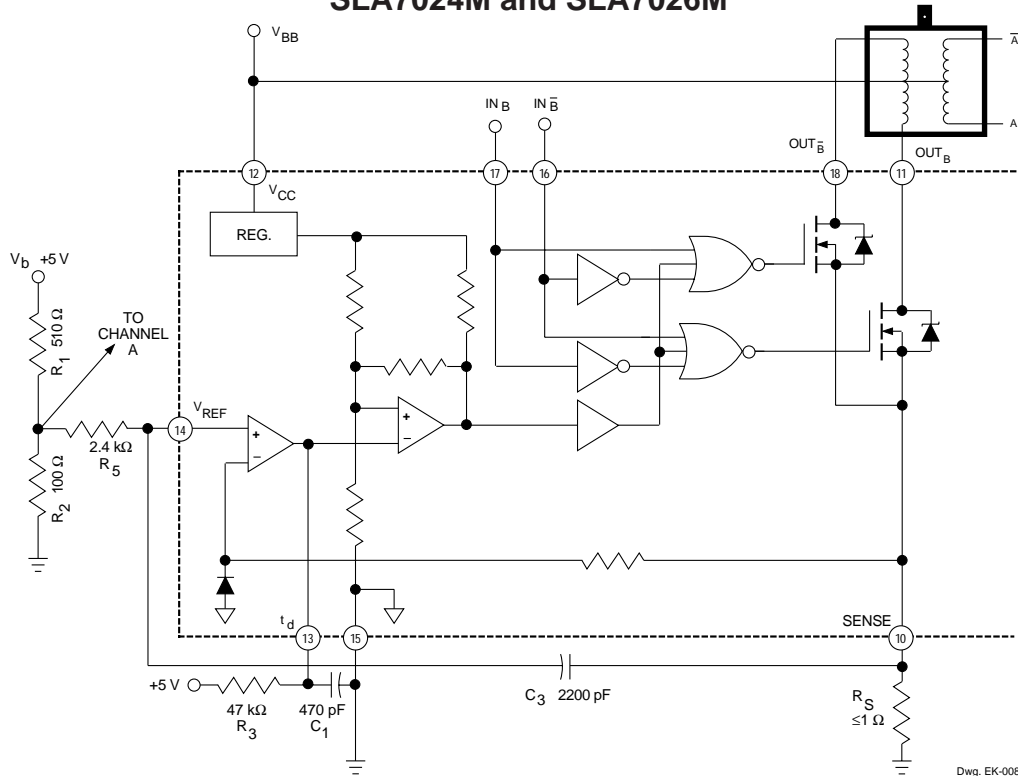 SLA7024M and SLA7026M
V_BB
A̅
IN_B
IN_B̅
A
OUT_B̅
OUT_B
12
17
16
18
11
V_CC
REG.
V_b +5 V
TO
CHANNEL
A
R_1 510 Ω
V_REF
14
+
–
+
–
2.4 kΩ
R_5
R_2 100 Ω
t_d
SENSE
13
15
10
+5 V
47 kΩ
R_3
470 pF
C_1
C_3 2200 pF
R_S
≤1 Ω
Dwg. EK-008